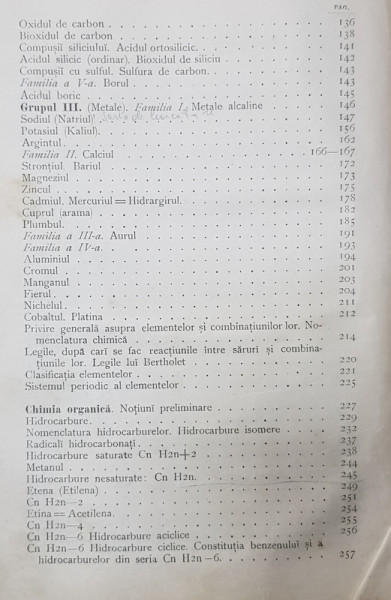 PAG.
Oxidul de carbon . . . . . . . . . . . . . 136
Bioxidul de carbon . . . . . . . . . . . . . 138
Compușii siliciului. Acidul ortosilicic. . . . . . . . . . . . . 141
Acidul silicic (ordinar). Bioxidul de siliciu . . . . . . . . . . . . . 142
Compușii cu sulful. Sulfura de carbon. . . . . . . . . . . . . 143
Familia a V-a. Borul . . . . . . . . . . . . . 143
Acidul boric . . . . . . . . . . . . . 145
Grupul III. (Metale). Familia I. Metale alcaline 146
Sodiul (Natriul) . . . . . . . . . . . . . 147
Potasiul (Kaliul). . . . . . . . . . . . . 156
Argintul . . . . . . . . . . . . . 162
Familia II. Calciul . . . . . . . . . . . . . 166—167
Stronțiul. Bariul . . . . . . . . . . . . . 172
Magneziul . . . . . . . . . . . . . 173
Zincul . . . . . . . . . . . . . 175
Cadmiul. Mercuriul=Hidrargirul. . . . . . . . . . . . . 178
Cuprul (arama) . . . . . . . . . . . . . 182
Plumbul. . . . . . . . . . . . . 185
Familia a III-a. Aurul . . . . . . . . . . . . . 191
Familia a IV-a. . . . . . . . . . . . . 193
Aluminiul . . . . . . . . . . . . . 194
Cromul . . . . . . . . . . . . . 201
Manganul . . . . . . . . . . . . . 203
Fierul . . . . . . . . . . . . . 204
Nichelul . . . . . . . . . . . . . 211
Cobaltul. Platina . . . . . . . . . . . . . 212
Privire generală asupra elementelor și combinațiunilor lor. No-
menclatura chimică . . . . . . . . . . . . . 214
Legile, după cari se fac reacțiunile între săruri și combina-
țiunile lor. Legile lui Berthollet . . . . . . . . . . . . . 220
Clasificația elementelor . . . . . . . . . . . . . 221
Sistemul periodic al elementelor . . . . . . . . . . . . . 225
Chimia organică. Noțiuni preliminare . . . . . . . . . . . . . 227
Hidrocarbure. . . . . . . . . . . . . 229
Nomenclatura hidrocarburelor. Hidrocarbure isomere . . . . 232
Radicali hidrocarbonați. . . . . . . . . . . . . 237
Hidrocarbure saturate Cn H2n+2 . . . . . . . . . . . . . 238
Metanul . . . . . . . . . . . . . 244
Hidrocarbure nesaturate: Cn H2n. . . . . . . . . . . . . 245
Etena (Etilena) . . . . . . . . . . . . . 249
Cn H2n—2 . . . . . . . . . . . . . 251
Etina=Acetilena. . . . . . . . . . . . . 254
Cn H2n—4 . . . . . . . . . . . . . 255
Cn H2n—6 Hidrocarbure aciclice . . . . . . . . . . . . . 256
Cn H2n—6 Hidrocarbure ciclice. Constituția benzenului și a
hidrocarburelor din seria Cn H2n—6. . . . . . . . . . . . . 257